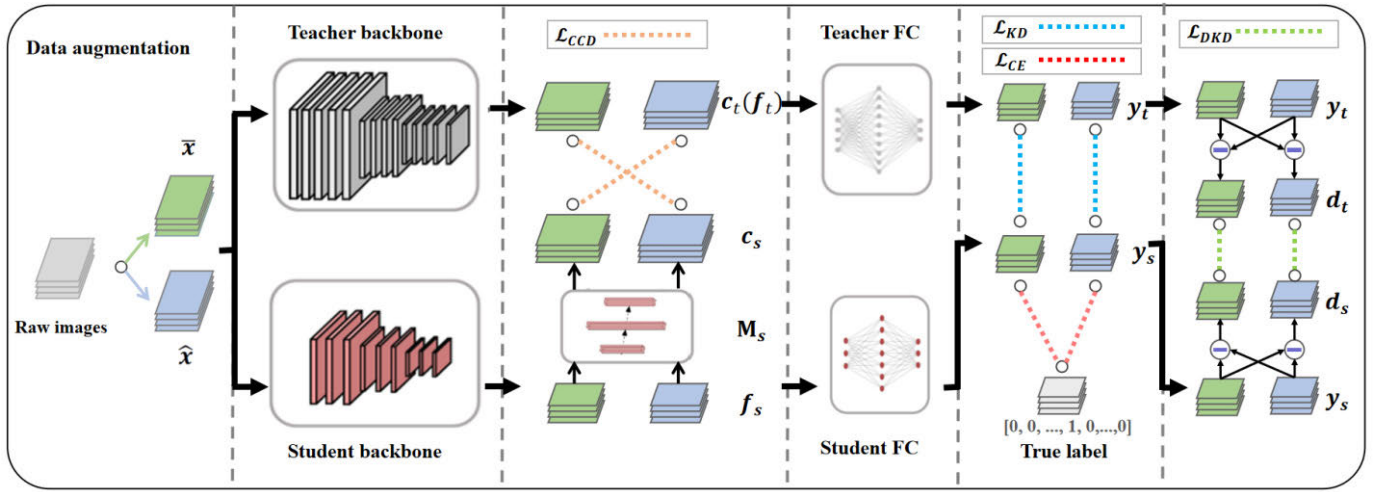 Data augmentation
x̅
x̂
Raw images
Teacher backbone
Student backbone
ℒ_CCD
c_t(f_t)
c_s
M_s
f_s
Teacher FC
Student FC
ℒ_KD
ℒ_CE
y_t
y_s
[0, 0, ..., 1, 0,...,0]
True label
ℒ_DKD
y_t
d_t
d_s
y_s